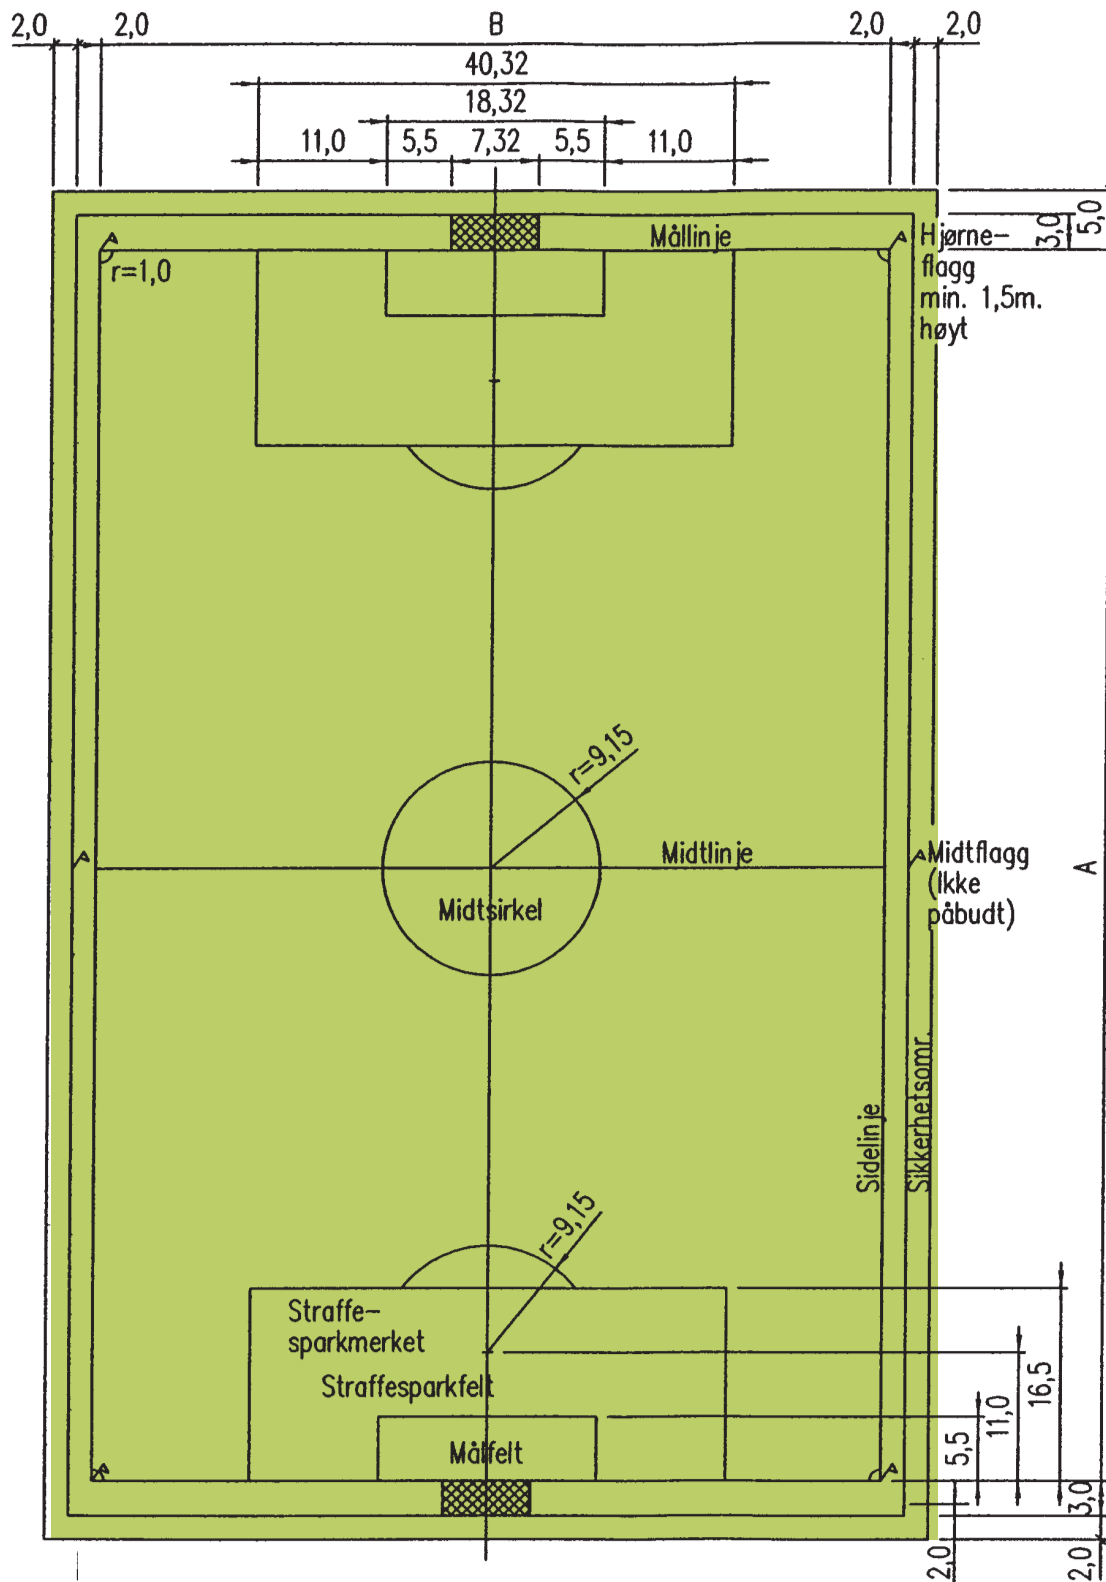 2,0 2,0 B 2,0 2,0
40,32
18,32
11,0 5,5 7,32 5,5 11,0
Mållinje
r=1,0
Hjørne-
flagg
min. 1,5m.
høyt
3,0
5,0
r=9,15
Midtlinje
Midtsirkel
Midtflagg
(Ikke
påbudt)
A
Sidelinje
Sikkerhetsomr.
r=9,15
Straffe-
sparkmerket
Straffesparkfelt
Målfelt
5,5
11,0
16,5
3,0
2,0
2,0